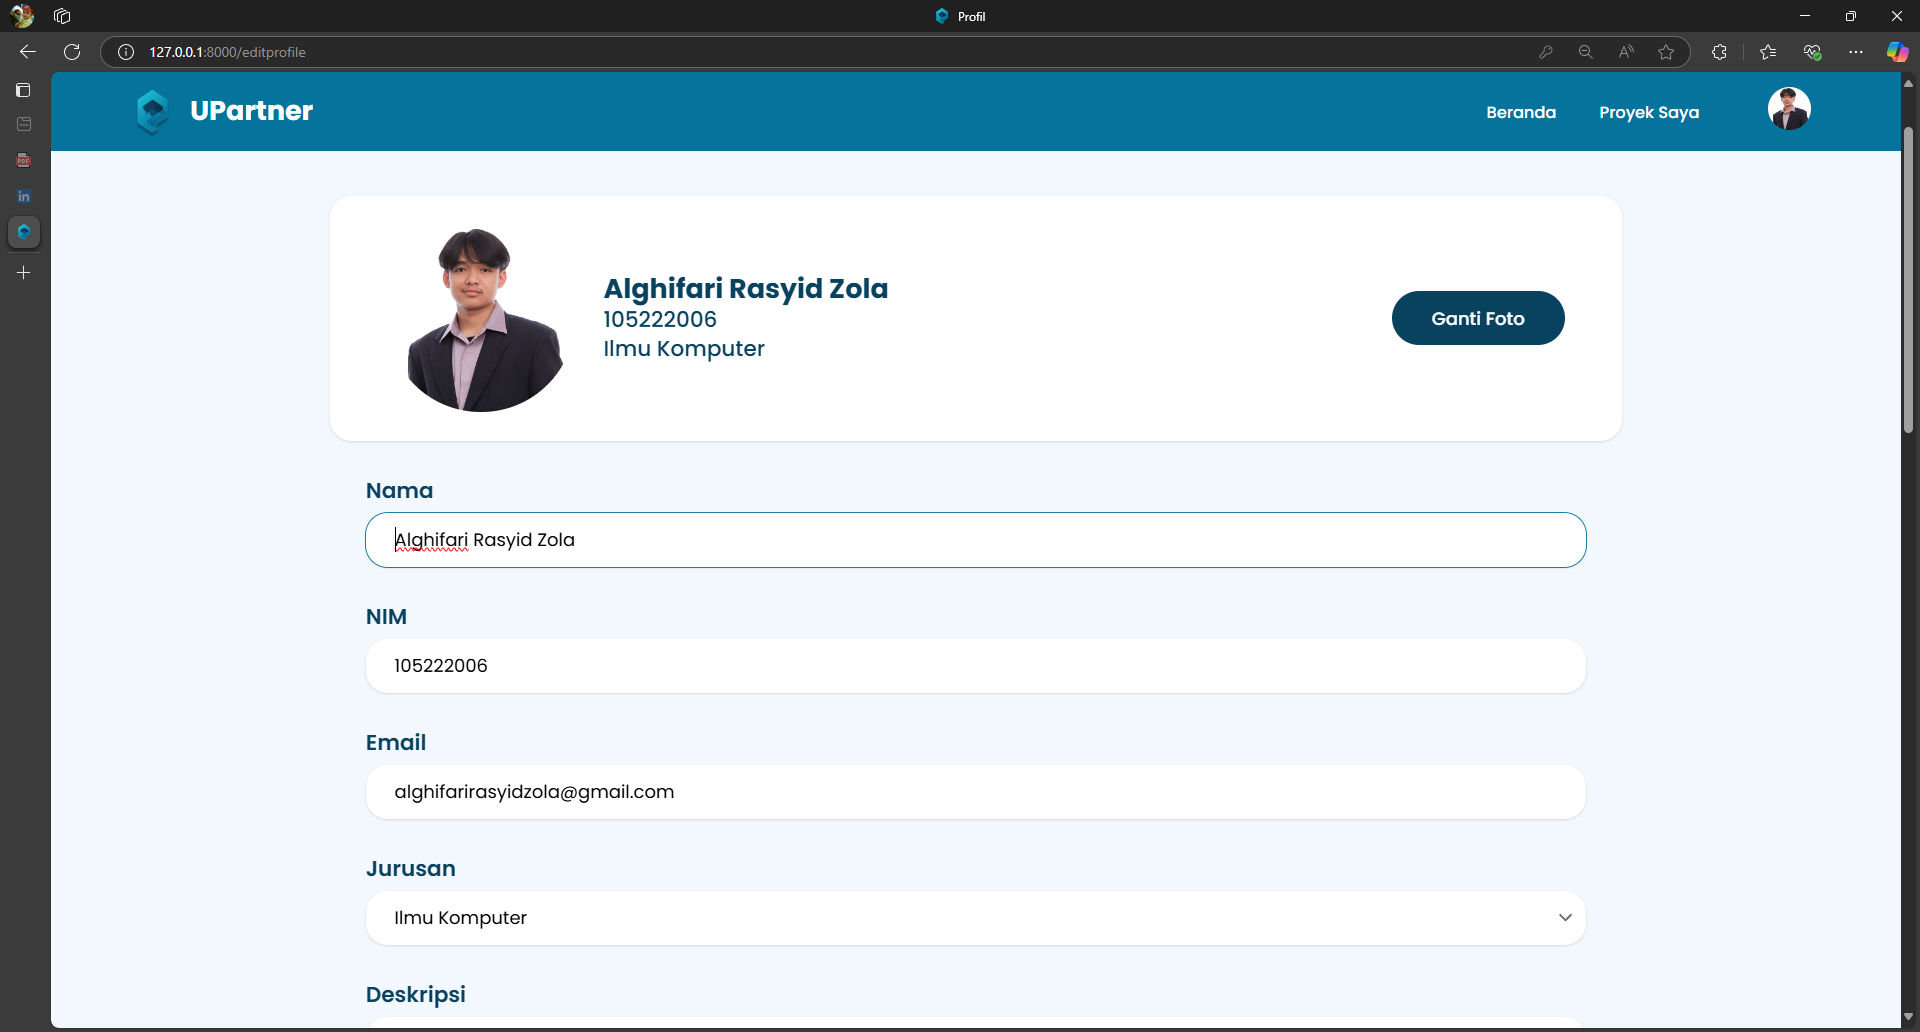 Profil
127.0.0.1:8000/editprofile
UPartner
Beranda
Proyek Saya
Alghifari Rasyid Zola
105222006
Ilmu Komputer
Ganti Foto
Nama
Alghifari Rasyid Zola
NIM
105222006
Email
alghifarirasyidzola@gmail.com
Jurusan
Ilmu Komputer
Deskripsi